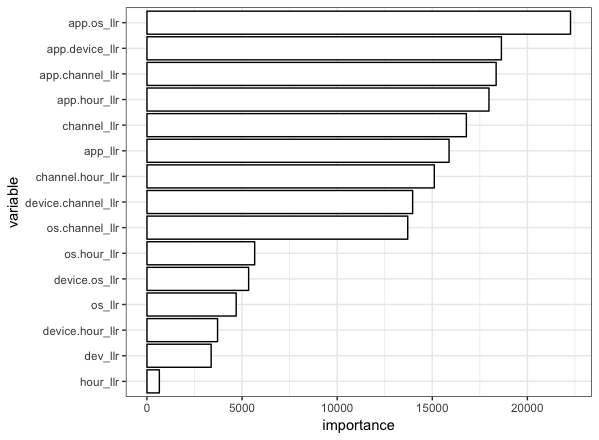 app.os_llr
app.device_llr
app.channel_llr
app.hour_llr
channel_llr
app_llr
channel.hour_llr
device.channel_llr
os.channel_llr
os.hour_llr
device.os_llr
os_llr
device.hour_llr
dev_llr
hour_llr
variable
0 5000 10000 15000 20000
importance